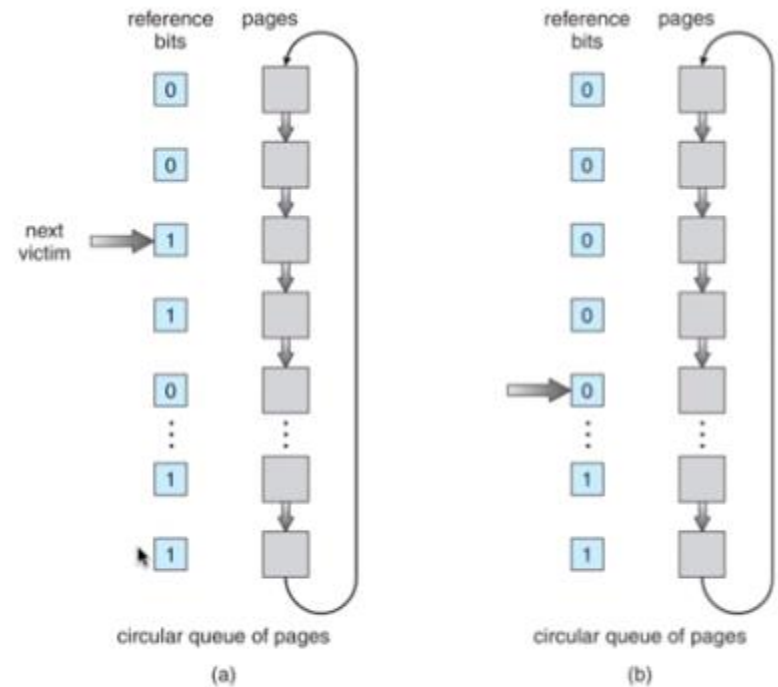 reference bits
pages
0
0
next victim
1
1
0
1
1
circular queue of pages
(a)
reference bits
pages
0
0
0
0
0
1
1
circular queue of pages
(b)